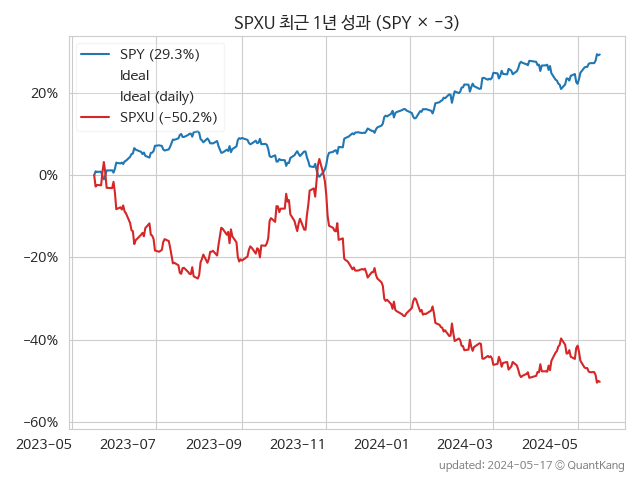 SPXU 최근 1년 성과 (SPY × −3)
SPY (29.3%)
Ideal
Ideal (daily)
SPXU (−50.2%)
20%
0%
−20%
−40%
−60%
2023−05
2023−07
2023−09
2023−11
2024−01
2024−03
2024−05
updated: 2024−05−17 © QuantKang